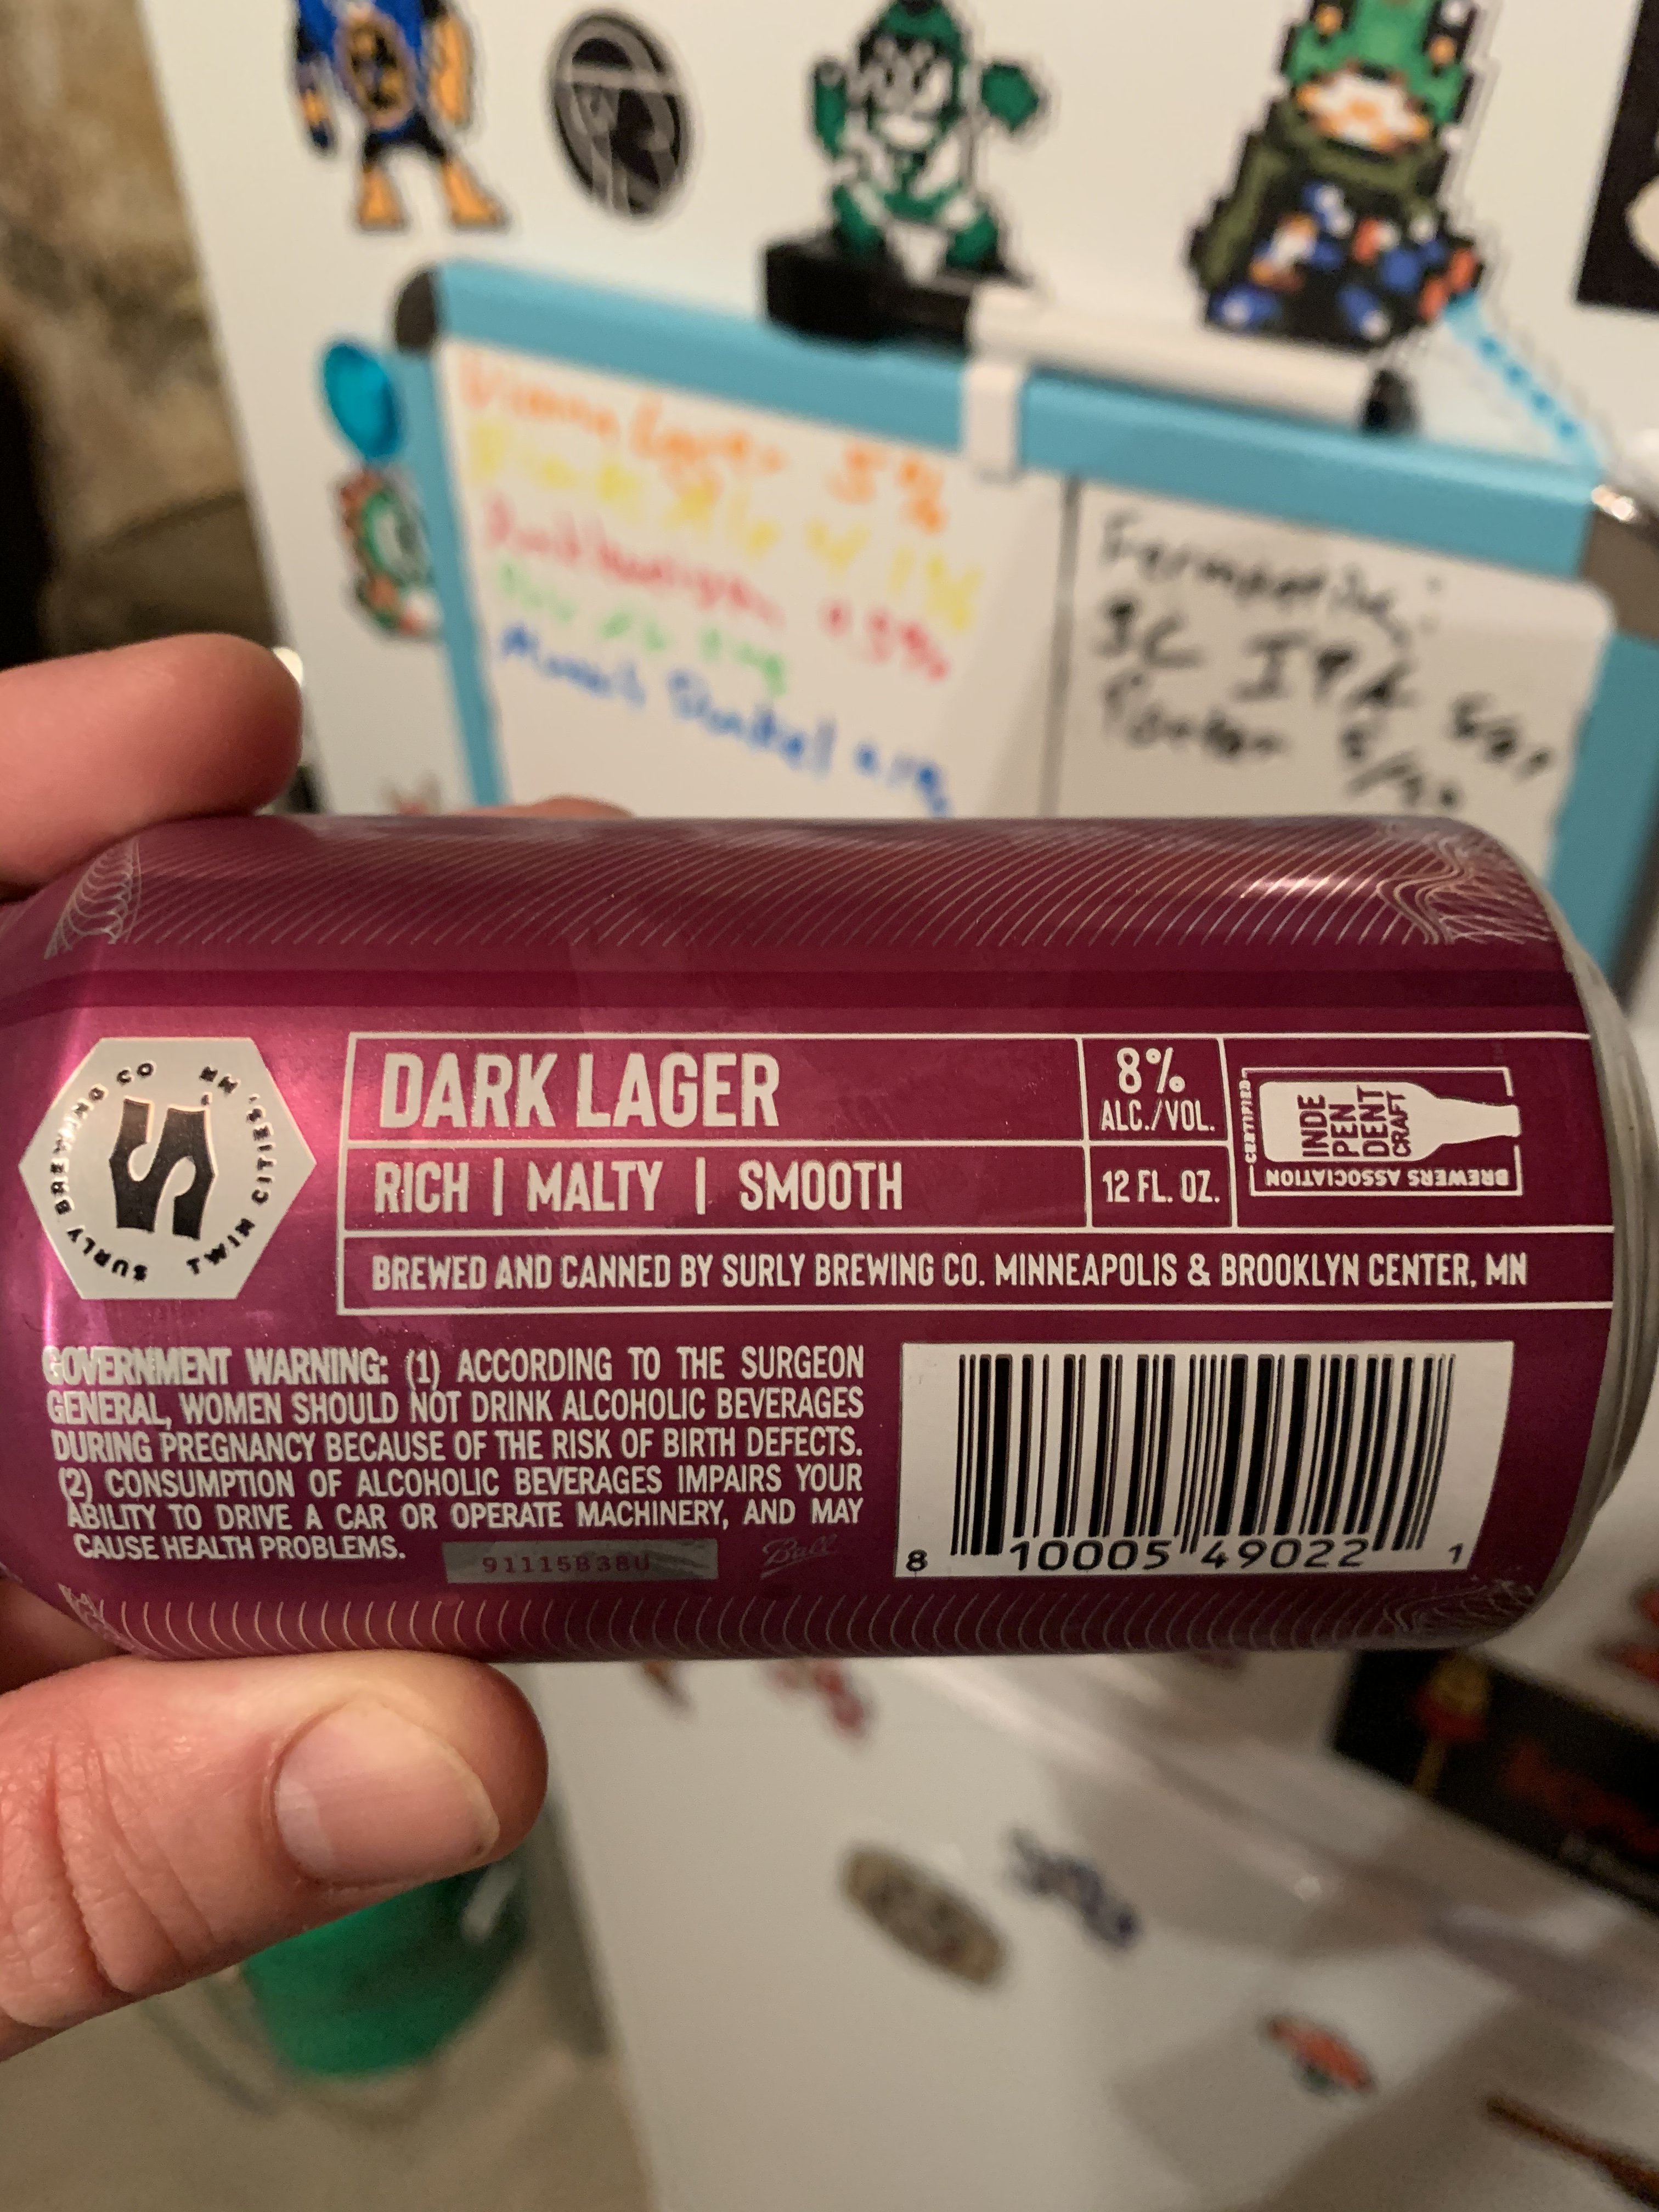 5%
Fermenting:
IPA
DARK LAGER
8%
ALC./VOL.
RICH | MALTY | SMOOTH
12 FL. OZ.
CERTIFIED
INDE
PEN
DENT
CRAFT
BREWERS ASSOCIATION
BREWED AND CANNED BY SURLY BREWING CO. MINNEAPOLIS & BROOKLYN CENTER, MN
S
SURLY BREWING CO
TWIN CITIES, MN
GOVERNMENT WARNING: (1) ACCORDING TO THE SURGEON
GENERAL, WOMEN SHOULD NOT DRINK ALCOHOLIC BEVERAGES
DURING PREGNANCY BECAUSE OF THE RISK OF BIRTH DEFECTS.
(2) CONSUMPTION OF ALCOHOLIC BEVERAGES IMPAIRS YOUR
ABILITY TO DRIVE A CAR OR OPERATE MACHINERY, AND MAY
CAUSE HEALTH PROBLEMS.
Ball
8 10005 49022 1